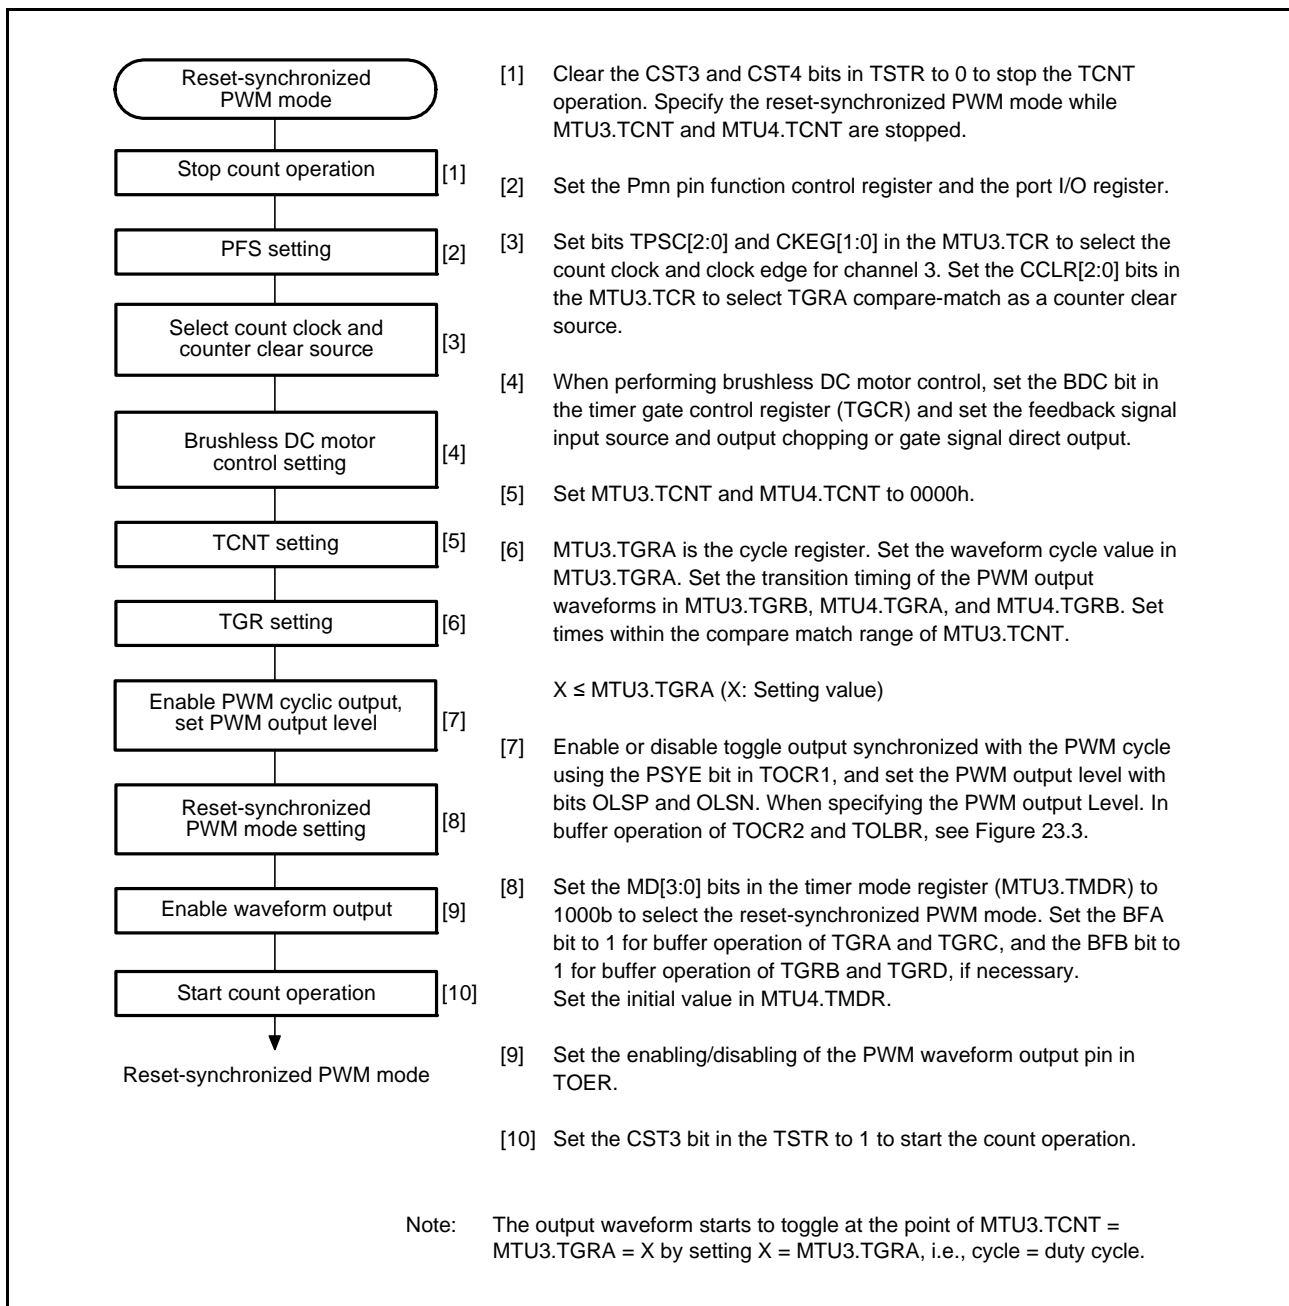 Reset-synchronized
PWM mode
Stop count operation
[1]
PFS setting
[2]
Select count clock and
counter clear source
[3]
Brushless DC motor
control setting
[4]
TCNT setting
[5]
TGR setting
[6]
Enable PWM cyclic output,
set PWM output level
[7]
Reset-synchronized
PWM mode setting
[8]
Enable waveform output
[9]
Start count operation
[10]
Reset-synchronized PWM mode
[1] Clear the CST3 and CST4 bits in TSTR to 0 to stop the TCNT
operation. Specify the reset-synchronized PWM mode while
MTU3.TCNT and MTU4.TCNT are stopped.
[2] Set the Pmn pin function control register and the port I/O register.
[3] Set bits TPSC[2:0] and CKEG[1:0] in the MTU3.TCR to select the
count clock and clock edge for channel 3. Set the CCLR[2:0] bits in
the MTU3.TCR to select TGRA compare-match as a counter clear
source.
[4] When performing brushless DC motor control, set the BDC bit in
the timer gate control register (TGCR) and set the feedback signal
input source and output chopping or gate signal direct output.
[5] Set MTU3.TCNT and MTU4.TCNT to 0000h.
[6] MTU3.TGRA is the cycle register. Set the waveform cycle value in
MTU3.TGRA. Set the transition timing of the PWM output
waveforms in MTU3.TGRB, MTU4.TGRA, and MTU4.TGRB. Set
times within the compare match range of MTU3.TCNT.
X ≤ MTU3.TGRA (X: Setting value)
[7] Enable or disable toggle output synchronized with the PWM cycle
using the PSYE bit in TOCR1, and set the PWM output level with
bits OLSP and OLSN. When specifying the PWM output Level. In
buffer operation of TOCR2 and TOLBR, see Figure 23.3.
[8] Set the MD[3:0] bits in the timer mode register (MTU3.TMDR) to
1000b to select the reset-synchronized PWM mode. Set the BFA
bit to 1 for buffer operation of TGRA and TGRC, and the BFB bit to
1 for buffer operation of TGRB and TGRD, if necessary.
Set the initial value in MTU4.TMDR.
[9] Set the enabling/disabling of the PWM waveform output pin in
TOER.
[10] Set the CST3 bit in the TSTR to 1 to start the count operation.
Note: The output waveform starts to toggle at the point of MTU3.TCNT =
MTU3.TGRA = X by setting X = MTU3.TGRA, i.e., cycle = duty cycle.